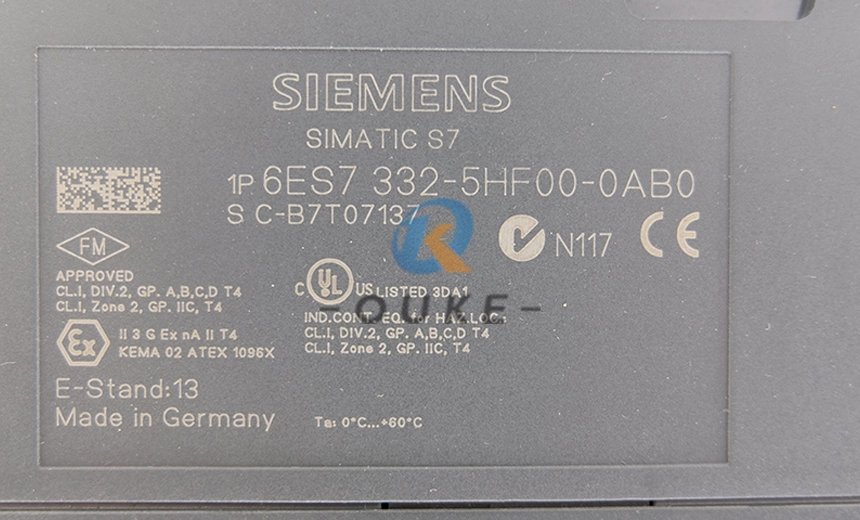 SIEMENS
SIMATIC S7
1P 6ES7 332-5HF00-0AB0
S C-B7T07137
FM
N117
CE
APPROVED
CL.I, DIV.2, GP. A,B,C,D T4
CL.I, Zone 2, GP. IIC, T4
C UL US LISTED 3DA1
IND.CONT. EQ. for HAZ.LOC.:
CL.I, DIV.2, GP. A,B,C,D T4
CL.I, Zone 2, GP. IIC, T4
Ex
II 3 G Ex nA II T4
KEMA 02 ATEX 1096X
E-Stand:13
Made in Germany
Ta: 0°C...+60°C
K
-OUKE-